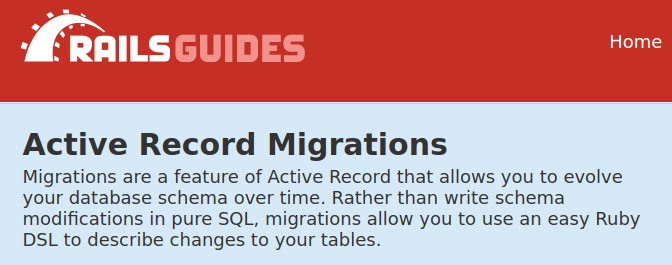 RAILSGUIDES
Home
Active Record Migrations
Migrations are a feature of Active Record that allows you to evolve
your database schema over time. Rather than write schema
modifications in pure SQL, migrations allow you to use an easy Ruby
DSL to describe changes to your tables.